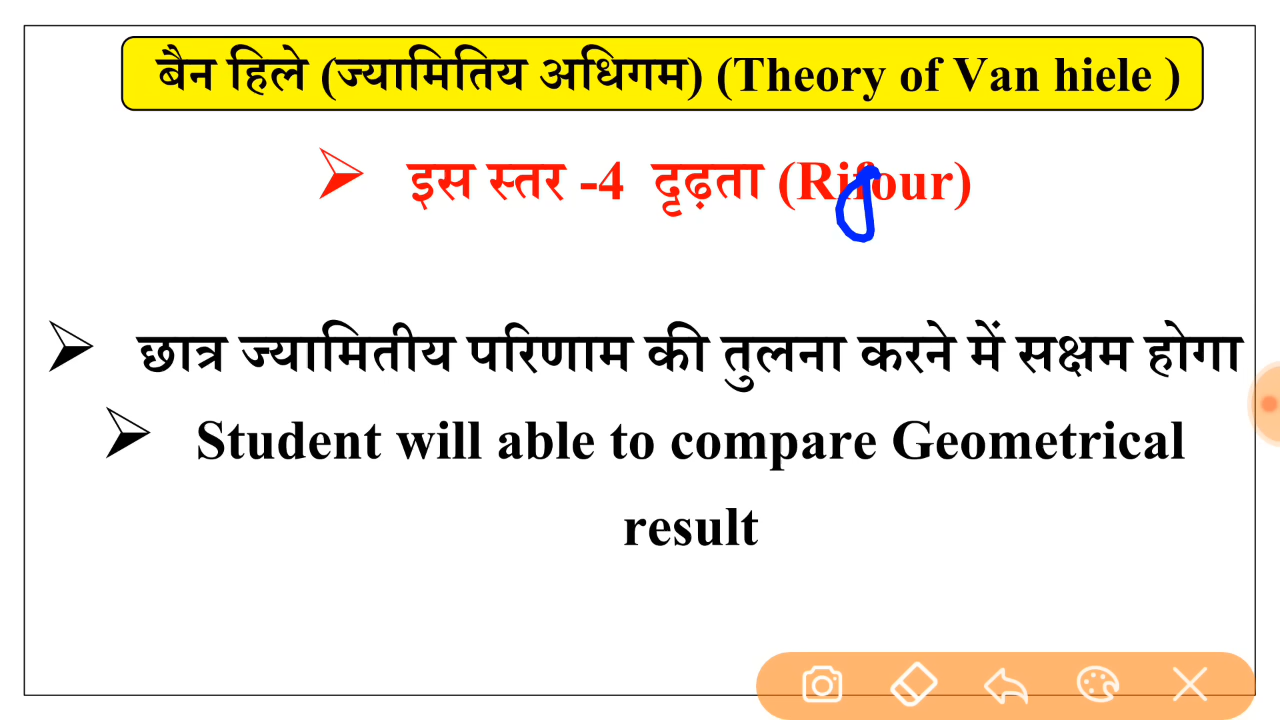 बैन हिले (ज्यामितिय अधिगम) (Theory of Van hiele )
इस स्तर -4 दृढ़ता (Rifour)
छात्र ज्यामितीय परिणाम की तुलना करने में सक्षम होगा
Student will able to compare Geometrical
result